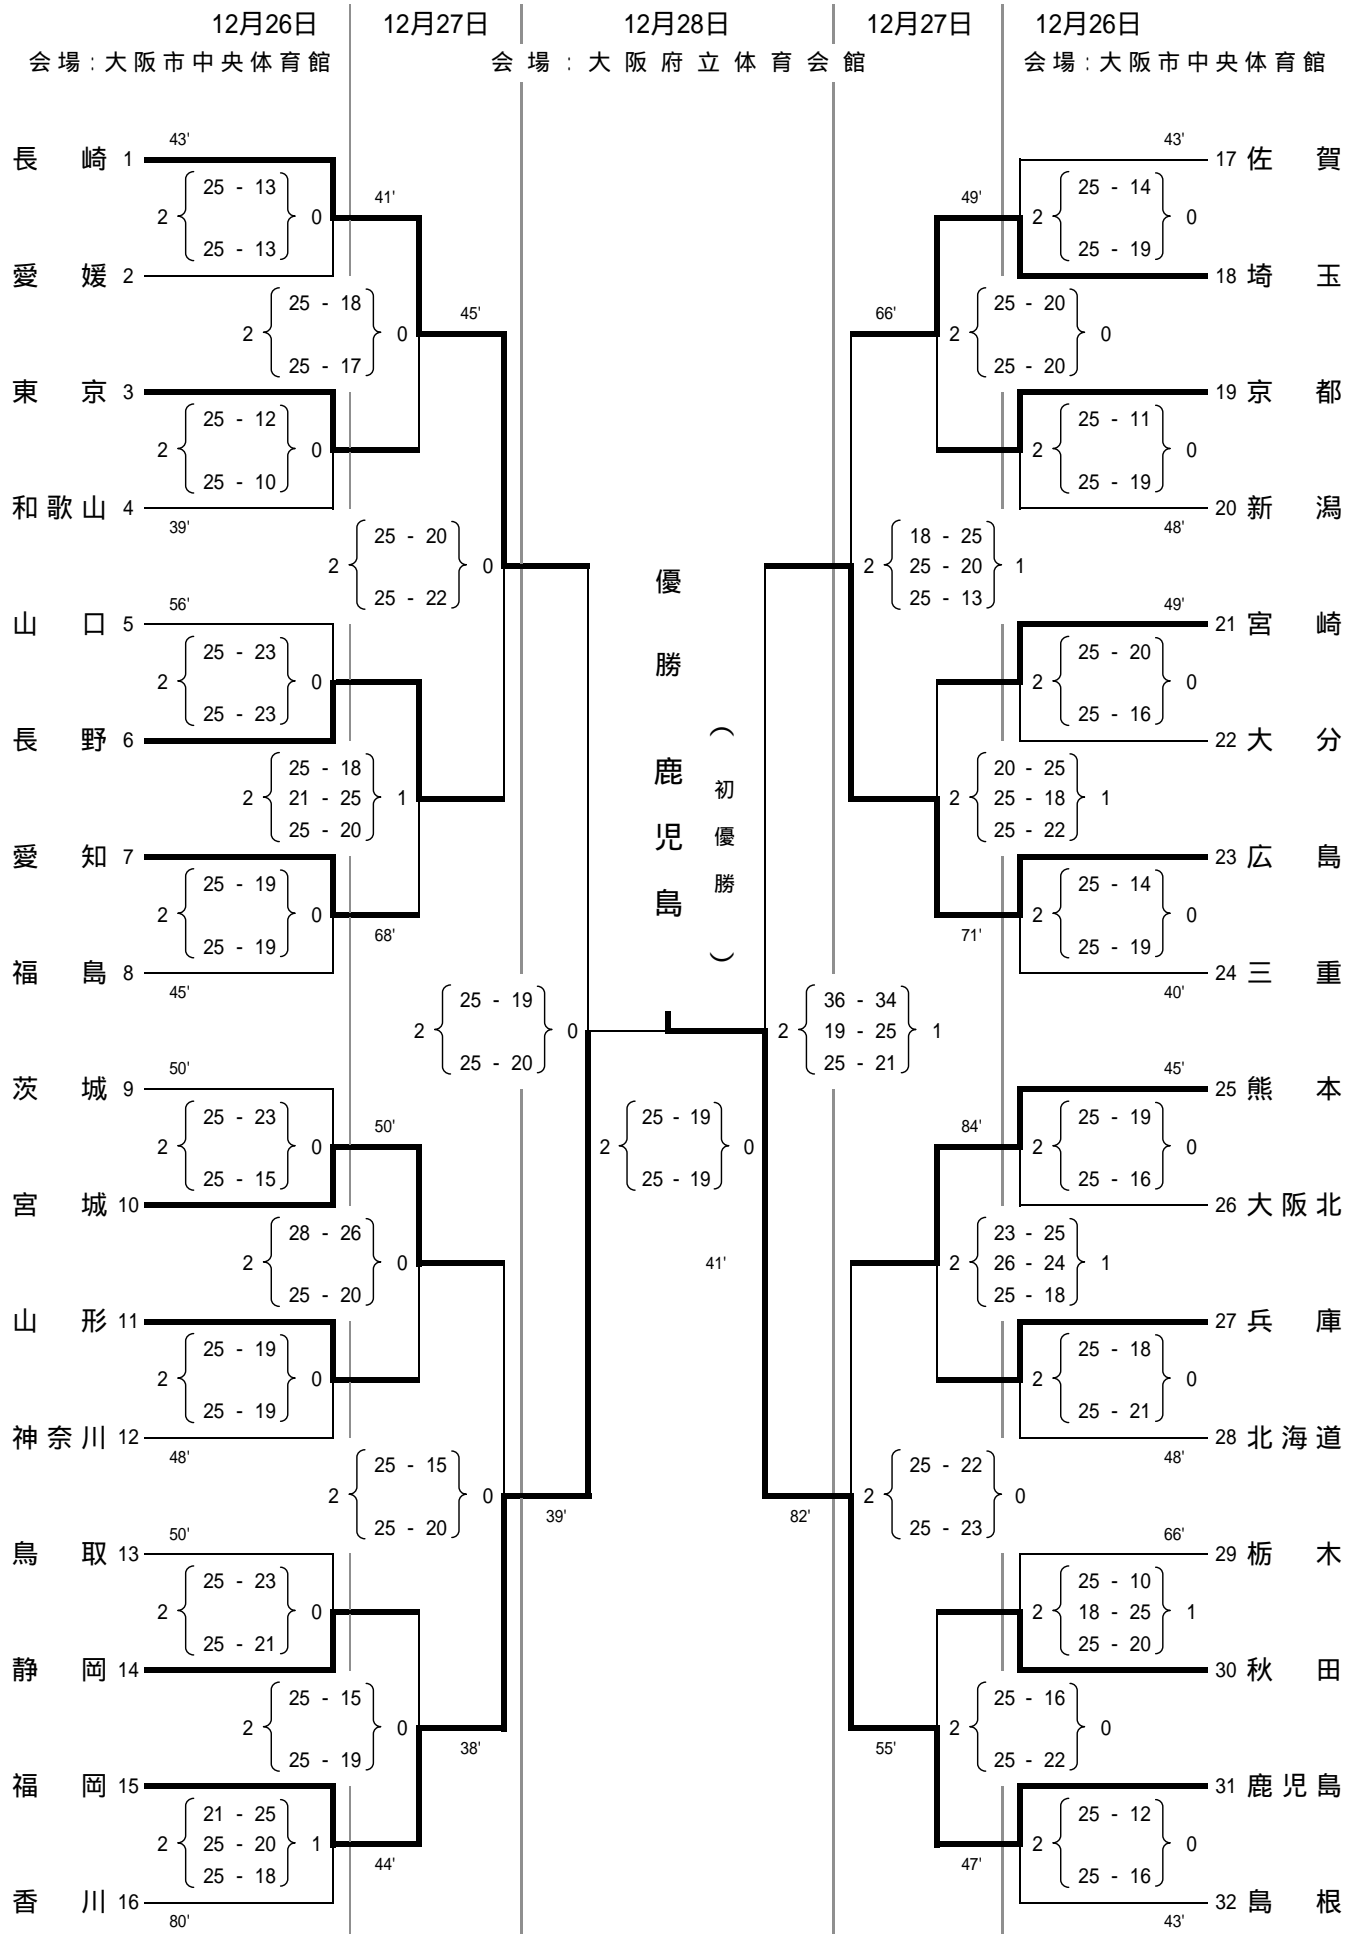 12月26日 12月27日 12月28日 12月27日 12月26日
会場：大阪市中央体育館 会場：大阪府立体育会館 会場：大阪市中央体育館
43'
長崎 1
25 - 13
2 0
25 - 13
愛媛 2
41'
25 - 18
2 0
25 - 17
東京 3
25 - 12
2 0
25 - 10
和歌山 4
39'
45'
25 - 20
2 0
25 - 22
56'
山口 5
25 - 23
2 0
25 - 23
長野 6
25 - 18
2 21 - 25 1
25 - 20
愛知 7
25 - 19
2 0
25 - 19
68'
福島 8
45'
25 - 19
2 0
25 - 20
50'
茨城 9
25 - 23
2 0
25 - 15
50'
宮城 10
28 - 26
2 0
25 - 20
山形 11
25 - 19
2 0
25 - 19
神奈川 12
48'
25 - 15
2 0
25 - 20
39'
50'
鳥取 13
25 - 23
2 0
25 - 21
静岡 14
25 - 15
2 0
25 - 19
38'
福岡 15
21 - 25
2 25 - 20 1
25 - 18
44'
香川 16
80'
優勝 鹿児島
（初優勝）
25 - 19
2 0
25 - 19
41'
43'
17 佐賀
25 - 14
2 0
25 - 19
18 埼玉
49'
25 - 20
2 0
25 - 20
19 京都
25 - 11
2 0
25 - 19
20 新潟
48'
66'
18 - 25
2 25 - 20 1
25 - 13
49'
21 宮崎
25 - 20
2 0
25 - 16
22 大分
20 - 25
2 25 - 18 1
25 - 22
23 広島
25 - 14
2 0
25 - 19
71'
24 三重
40'
36 - 34
2 19 - 25 1
25 - 21
45'
25 熊本
25 - 19
2 0
25 - 16
84'
26 大阪北
23 - 25
2 26 - 24 1
25 - 18
27 兵庫
25 - 18
2 0
25 - 21
28 北海道
48'
25 - 22
2 0
25 - 23
82'
66'
29 栃木
25 - 10
2 18 - 25 1
25 - 20
30 秋田
25 - 16
2 0
25 - 22
55'
31 鹿児島
25 - 12
2 0
25 - 16
47'
32 島根
43'